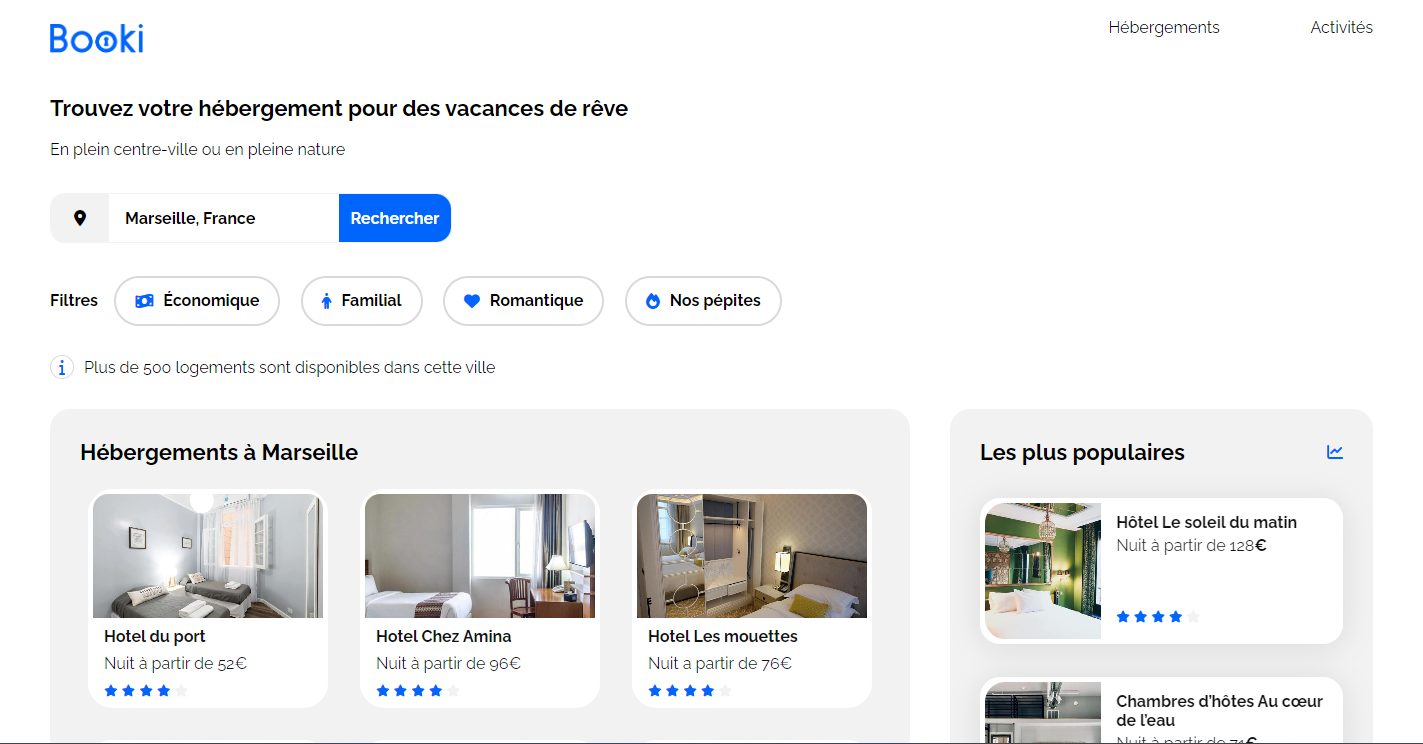 Booki
Hébergements
Activités
Trouvez votre hébergement pour des vacances de rêve
En plein centre-ville ou en pleine nature
Marseille, France
Rechercher
Filtres
Économique
Familial
Romantique
Nos pépites
Plus de 500 logements sont disponibles dans cette ville
Hébergements à Marseille
Hotel du port
Nuit à partir de 52€
Hotel Chez Amina
Nuit à partir de 96€
Hotel Les mouettes
Nuit a partir de 76€
Les plus populaires
Hôtel Le soleil du matin
Nuit à partir de 128€
Chambres d'hôtes Au cœur
de l'eau
Nuit à partir de 71€